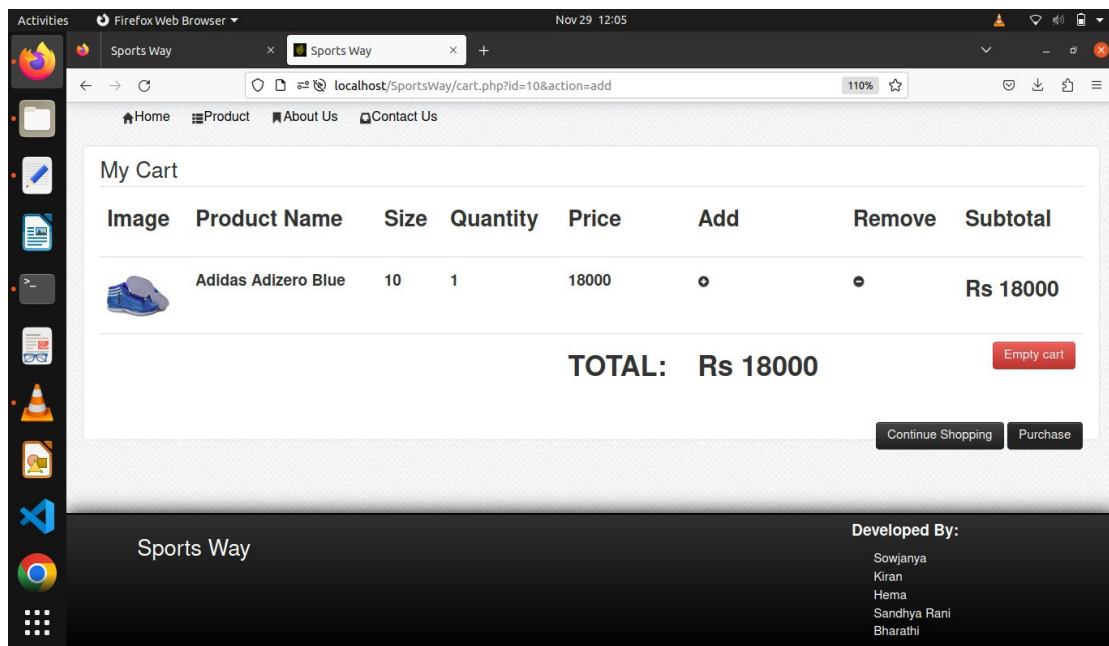 Activities Firefox Web Browser Nov 29 12:05
Sports Way Sports Way
localhost/SportsWay/cart.php?id=10&action=add 110%
Home Product About Us Contact Us
My Cart
Image Product Name Size Quantity Price Add Remove Subtotal
Adidas Adizero Blue 10 1 18000 Rs 18000
TOTAL: Rs 18000 Empty cart
Continue Shopping Purchase
Sports Way
Developed By:
Sowjanya
Kiran
Hema
Sandhya Rani
Bharathi